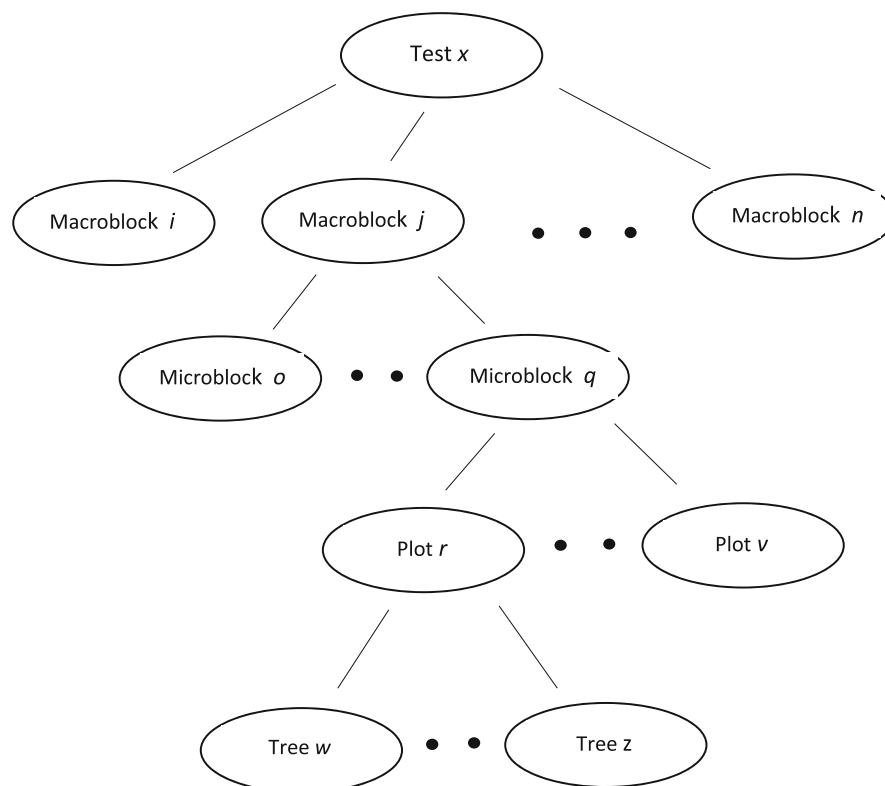 Test x
Macroblock i
Macroblock j
Macroblock n
Microblock o
Microblock q
Plot r
Plot v
Tree w
Tree z